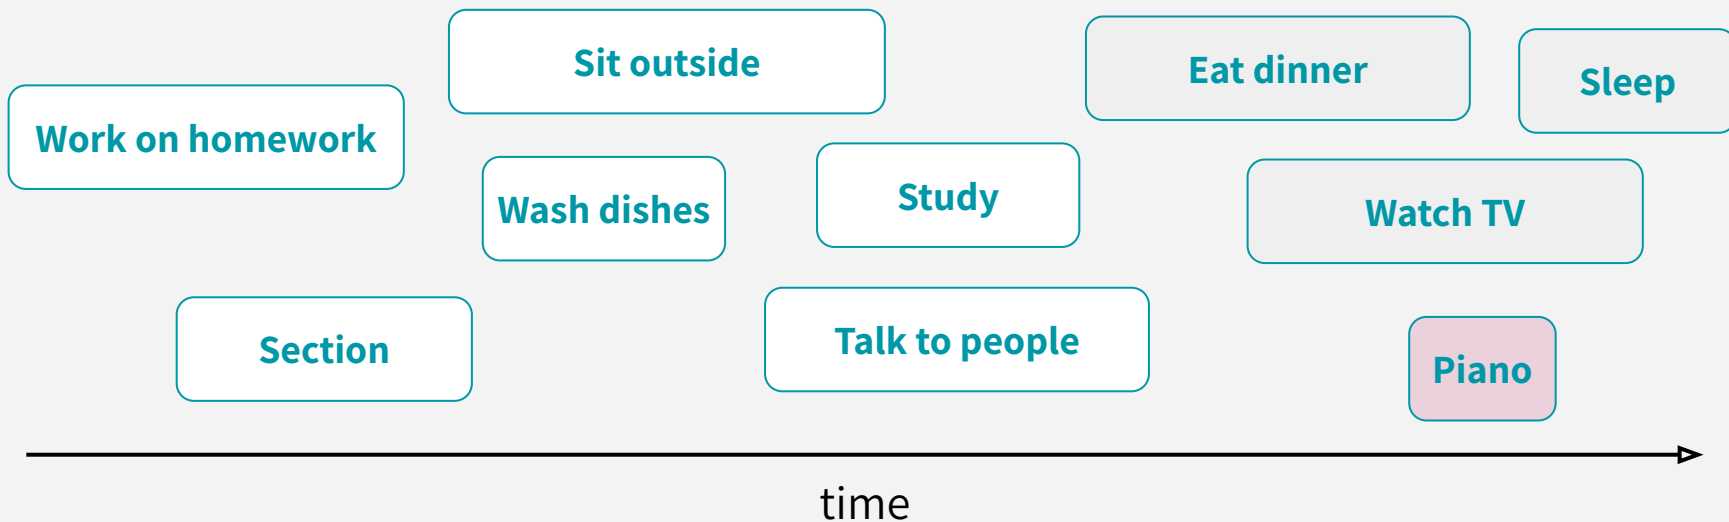 Sit outside
Eat dinner
Sleep
Work on homework
Wash dishes
Study
Watch TV
Section
Talk to people
Piano
time